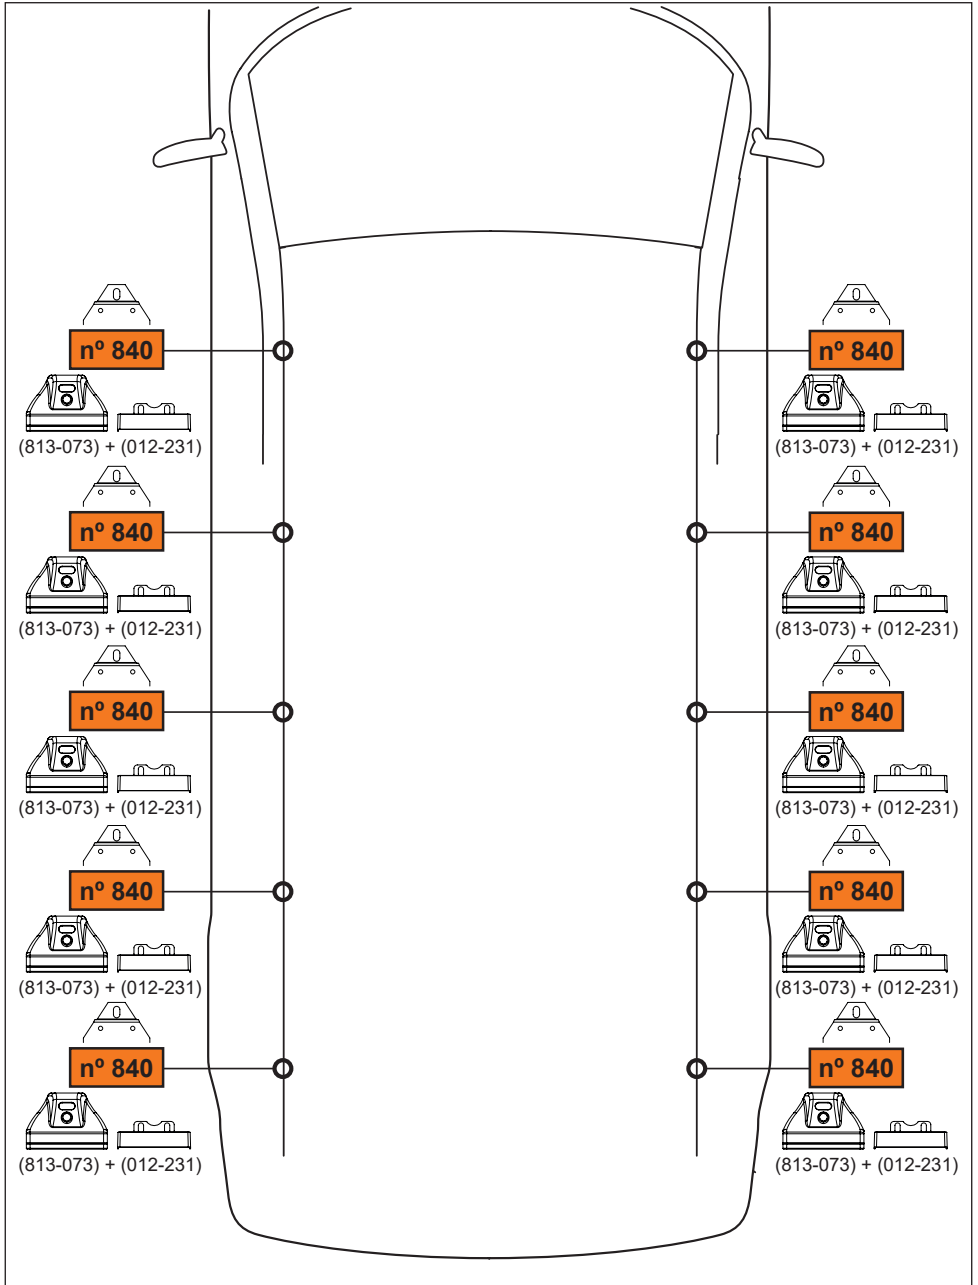 nº 840
nº 840
(813-073) + (012-231)
(813-073) + (012-231)
nº 840
nº 840
(813-073) + (012-231)
(813-073) + (012-231)
nº 840
nº 840
(813-073) + (012-231)
(813-073) + (012-231)
nº 840
nº 840
(813-073) + (012-231)
(813-073) + (012-231)
nº 840
nº 840
(813-073) + (012-231)
(813-073) + (012-231)